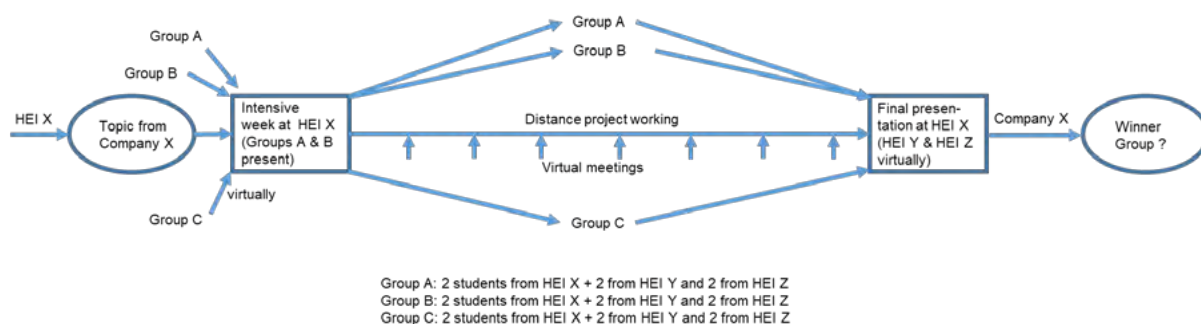 Group A
Group B
HEI X
Topic from
Company X
Intensive
week at HEI X
(Groups A & B
present)
virtually
Group C
Group A
Group B
Distance project working
Virtual meetings
Group C
Final presen-
tation at HEI X
(HEI Y & HEI Z
virtually)
Company X
Winner
Group ?
Group A: 2 students from HEI X + 2 from HEI Y and 2 from HEI Z
Group B: 2 students from HEI X + 2 from HEI Y and 2 from HEI Z
Group C: 2 students from HEI X + 2 from HEI Y and 2 from HEI Z